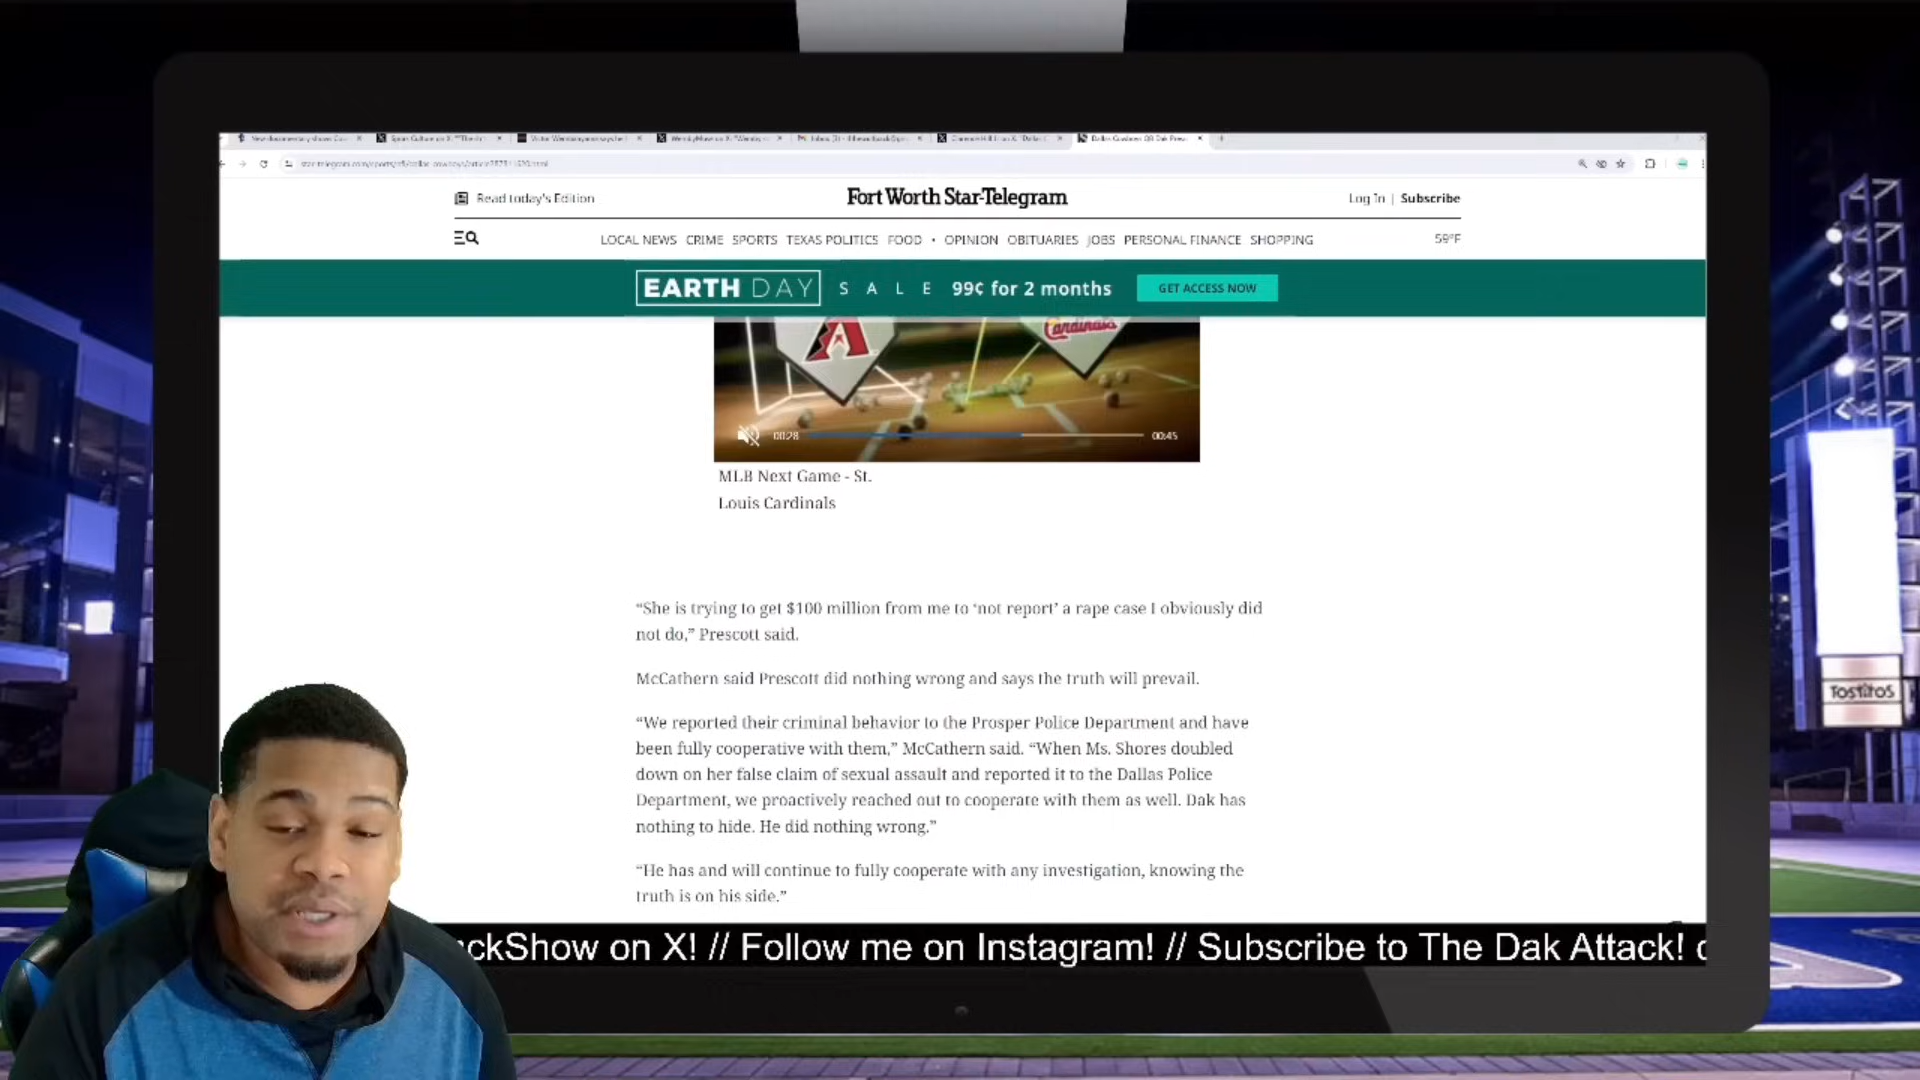 Read today's Edition
Fort Worth Star-Telegram
Log In | Subscribe
LOCAL NEWS CRIME SPORTS TEXAS POLITICS FOOD • OPINION OBITUARIES JOBS PERSONAL FINANCE SHOPPING
59°F
EARTH DAY SALE 99¢ for 2 months GET ACCESS NOW
A
Cardinals
00:28
00:45
MLB Next Game - St.
Louis Cardinals
“She is trying to get $100 million from me to ‘not report’ a rape case I obviously did
not do,” Prescott said.
McCathern said Prescott did nothing wrong and says the truth will prevail.
“We reported their criminal behavior to the Prosper Police Department and have
been fully cooperative with them,” McCathern said. “When Ms. Shores doubled
down on her false claim of sexual assault and reported it to the Dallas Police
Department, we proactively reached out to cooperate with them as well. Dak has
nothing to hide. He did nothing wrong.”
“He has and will continue to fully cooperate with any investigation, knowing the
truth is on his side.”
ckShow on X! // Follow me on Instagram! // Subscribe to The Dak Attack!
TOSTITOS